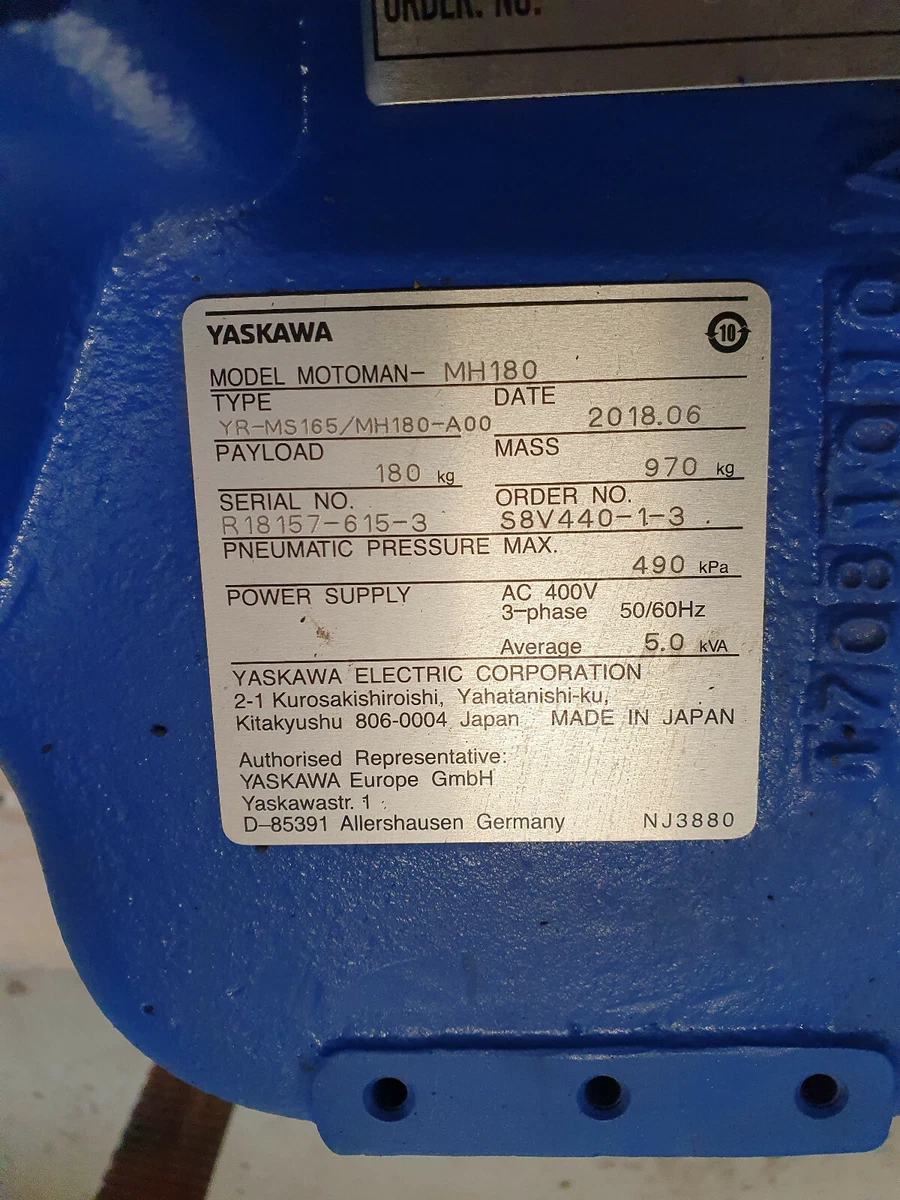 ORDER. NO.
YASKAWA
10
MODEL MOTOMAN- MH180
TYPE DATE
YR-MS165/MH180-A00 2018.06
PAYLOAD MASS
180 kg 970 kg
SERIAL NO. ORDER NO.
R18157-615-3 S8V440-1-3
PNEUMATIC PRESSURE MAX.
490 kPa
POWER SUPPLY AC 400V
3-phase 50/60Hz
Average 5.0 kVA
YASKAWA ELECTRIC CORPORATION
2-1 Kurosakishiroishi, Yahatanishi-ku,
Kitakyushu 806-0004 Japan MADE IN JAPAN
Authorised Representative:
YASKAWA Europe GmbH
Yaskawastr. 1
D-85391 Allershausen Germany NJ3880